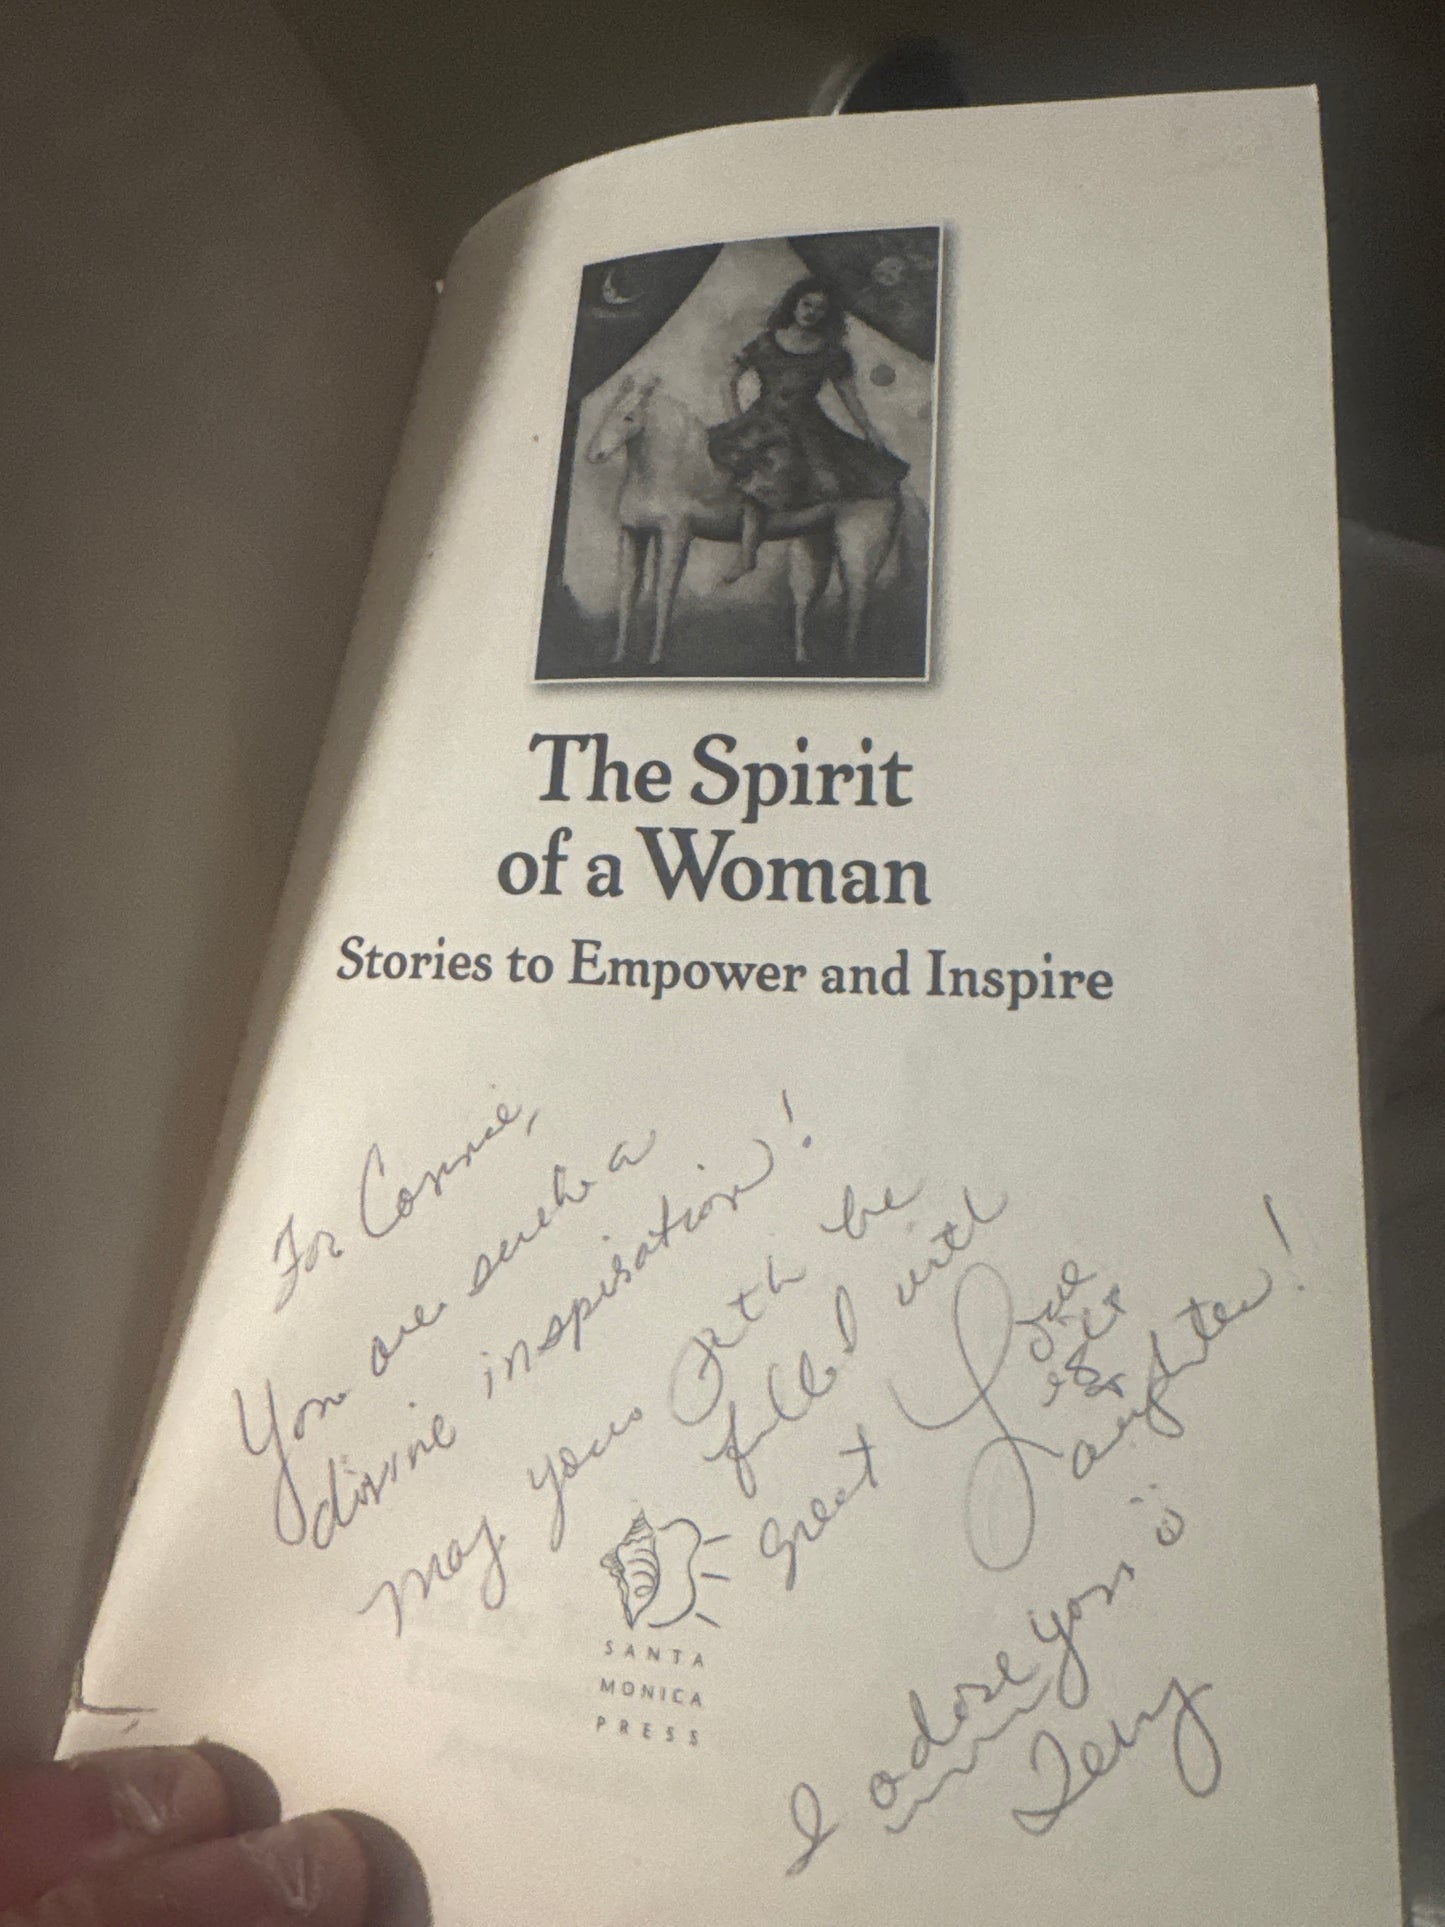 The Spirit
of a Woman
Stories to Empower and Inspire
For Connie,
You are such a
divine inspiration!
May your Path be
filled with
great Love
laughter!
I adore you
Terry
SANTA
MONICA
PRESS